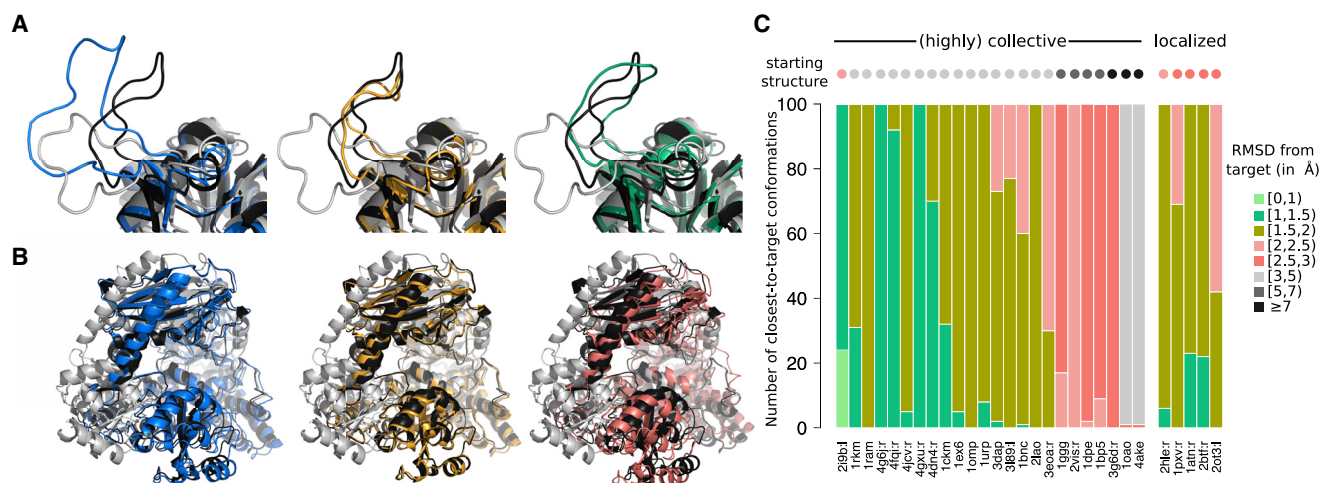 A
B
C
(highly) collective
localized
starting
structure
Number of closest-to-target conformations
100
80
60
40
20
0
2i9b:l
1rkm
1ram
4g6j:r
4fqi:r
4jcv:r
4gxu:r
4dn4:r
1ckm
1ex6
1omp
1urp
3dap
3l89:l
1bnc
2lao
3eoa:r
1ggg
2vis:r
1dpe
1bp5
3g6d:r
1oao
4ake
2hle:r
1pxv:r
1atn:r
2btf:r
2ot3:l
RMSD from
target (in Å)
[0,1)
[1,1.5)
[1.5,2)
[2,2.5)
[2.5,3)
[3,5)
[5,7)
≥7